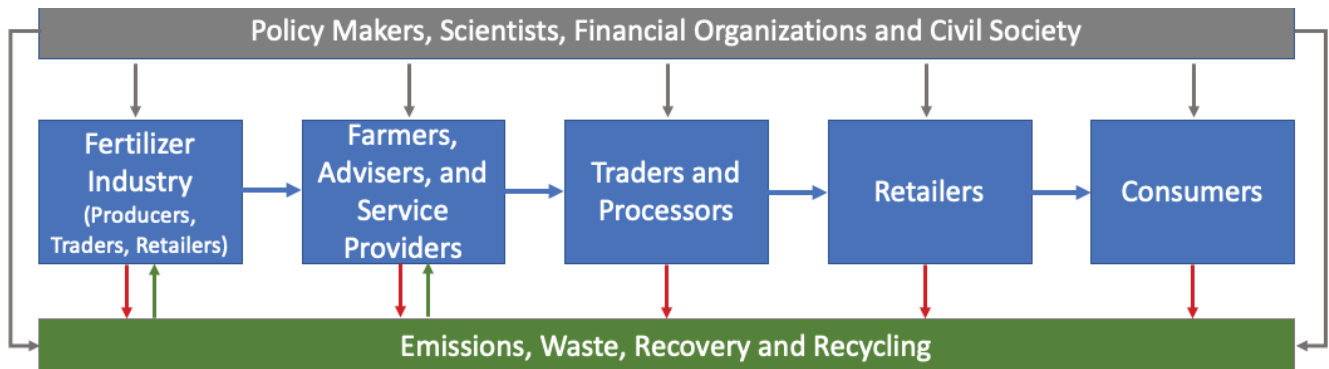 Policy Makers, Scientists, Financial Organizations and Civil Society
Fertilizer
Industry
(Producers,
Traders, Retailers)
Farmers,
Advisers, and
Service
Providers
Traders and
Processors
Retailers
Consumers
Emissions, Waste, Recovery and Recycling